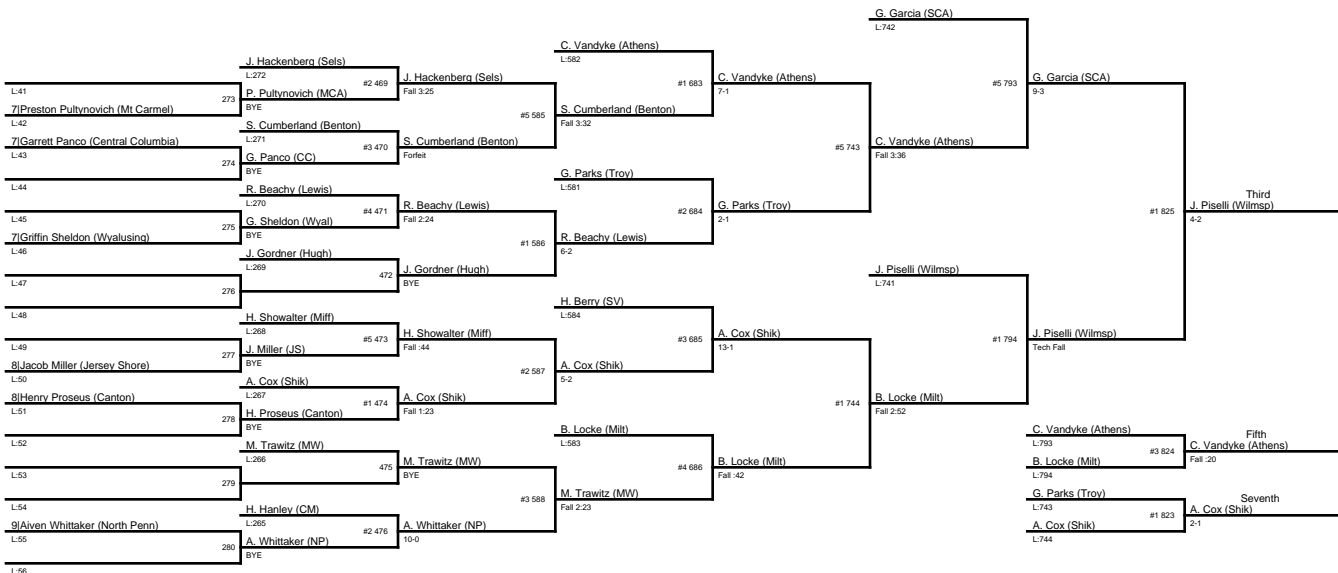 G. Garcia (SCA)
L:742
C. Vandyke (Athens)
L:582
J. Hackenberg (Sels)
L:272
#2 469
J. Hackenberg (Sels)
Fall 3:25
#1 683
C. Vandyke (Athens)
7-1
#5 793
G. Garcia (SCA)
9-3
L:41
273
P. Pultynovich (MCA)
BYE
7|Preston Pultynovich (Mt Carmel)
L:42
#5 585
S. Cumberland (Benton)
Fall 3:32
S. Cumberland (Benton)
L:271
7|Garrett Panco (Central Columbia)
L:43
#3 470
S. Cumberland (Benton)
Forfeit
#5 743
C. Vandyke (Athens)
Fall 3:36
274
G. Panco (CC)
BYE
L:44
G. Parks (Troy)
L:581
R. Beachy (Lewis)
L:270
L:45
#4 471
R. Beachy (Lewis)
Fall 2:24
#2 684
G. Parks (Troy)
2-1
#1 825
Third
J. Piselli (Wilmsp)
4-2
275
G. Sheldon (Wyal)
BYE
7|Griffin Sheldon (Wyalusing)
L:46
#1 586
R. Beachy (Lewis)
6-2
J. Gordner (Hugh)
L:269
L:47
472
J. Gordner (Hugh)
BYE
J. Piselli (Wilmsp)
L:741
276
L:48
H. Berry (SV)
L:584
H. Showalter (Miff)
L:268
L:49
#5 473
H. Showalter (Miff)
Fall :44
#3 685
A. Cox (Shik)
13-1
#1 794
J. Piselli (Wilmsp)
Tech Fall
277
J. Miller (JS)
BYE
8|Jacob Miller (Jersey Shore)
L:50
#2 587
A. Cox (Shik)
5-2
A. Cox (Shik)
L:267
8|Henry Proseus (Canton)
L:51
#1 474
A. Cox (Shik)
Fall 1:23
#1 744
B. Locke (Milt)
Fall 2:52
278
H. Proseus (Canton)
BYE
L:52
B. Locke (Milt)
L:583
C. Vandyke (Athens)
L:793
Fifth
M. Trawitz (MW)
L:266
#3 824
C. Vandyke (Athens)
Fall :20
L:53
475
M. Trawitz (MW)
BYE
#4 686
B. Locke (Milt)
Fall :42
B. Locke (Milt)
L:794
279
L:54
#3 588
M. Trawitz (MW)
Fall 2:23
G. Parks (Troy)
L:743
Seventh
H. Hanley (CM)
L:265
#1 823
A. Cox (Shik)
2-1
9|Aiven Whittaker (North Penn)
L:55
#2 476
A. Whittaker (NP)
10-0
A. Cox (Shik)
L:744
280
A. Whittaker (NP)
BYE
L:56